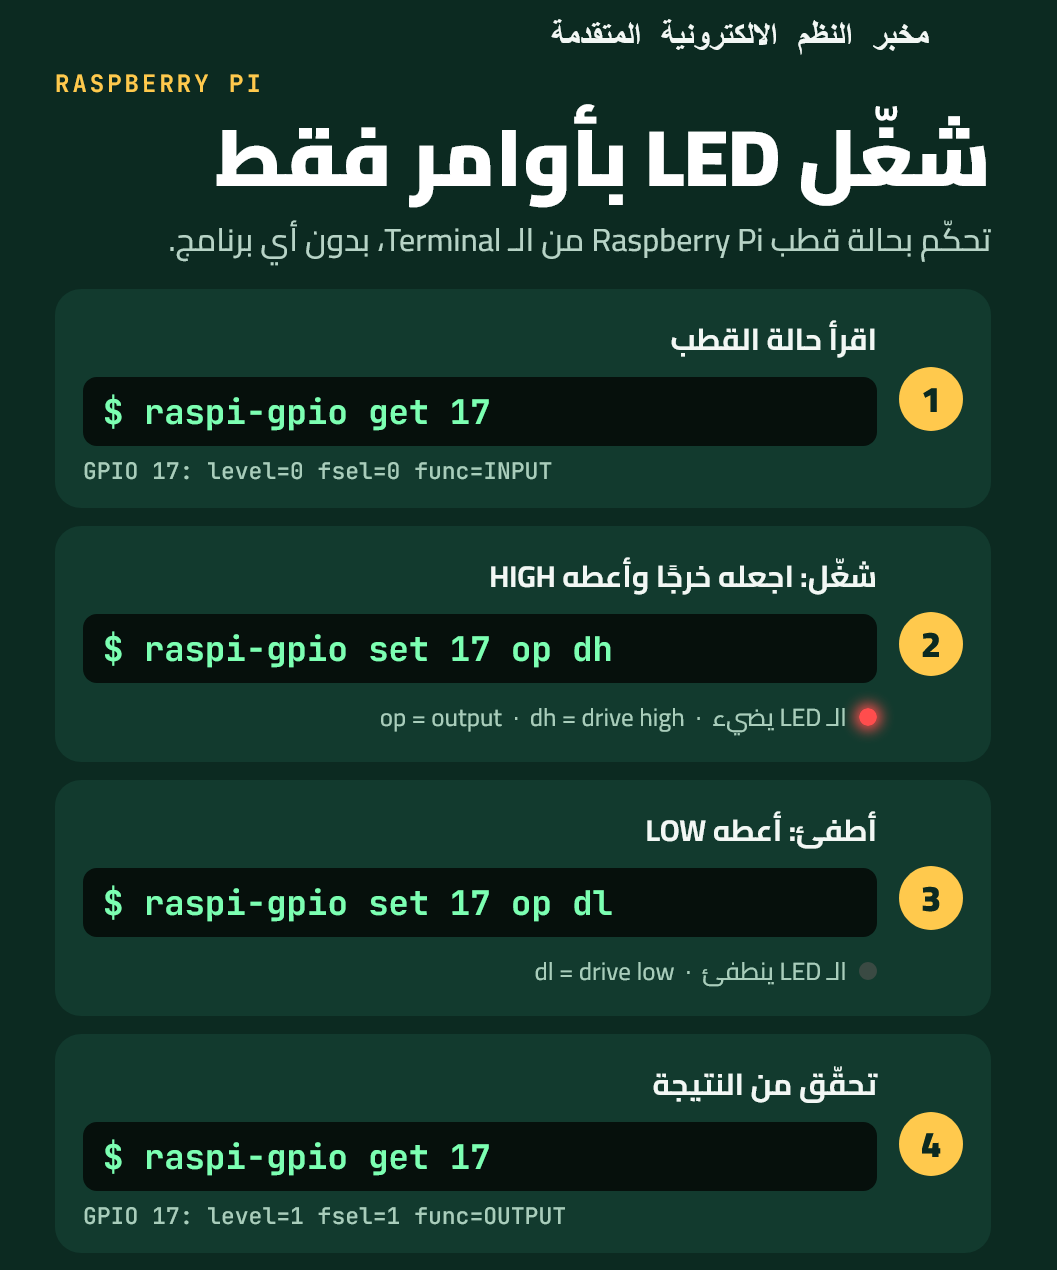 مخبر النظم الالكترونية المتقدمة
RASPBERRY PI
شغّل LED بأوامر فقط
تحكّم بحالة قطب Raspberry Pi من الـ Terminal، بدون أي برنامج.
اقرأ حالة القطب
1
$ raspi-gpio get 17
GPIO 17: level=0 fsel=0 func=INPUT
شغّل: اجعله خرجًا وأعطه HIGH
2
$ raspi-gpio set 17 op dh
الـ LED يضيء · op = output · dh = drive high
أطفئ: أعطه LOW
3
$ raspi-gpio set 17 op dl
الـ LED ينطفئ · dl = drive low
تحقّق من النتيجة
4
$ raspi-gpio get 17
GPIO 17: level=1 fsel=1 func=OUTPUT